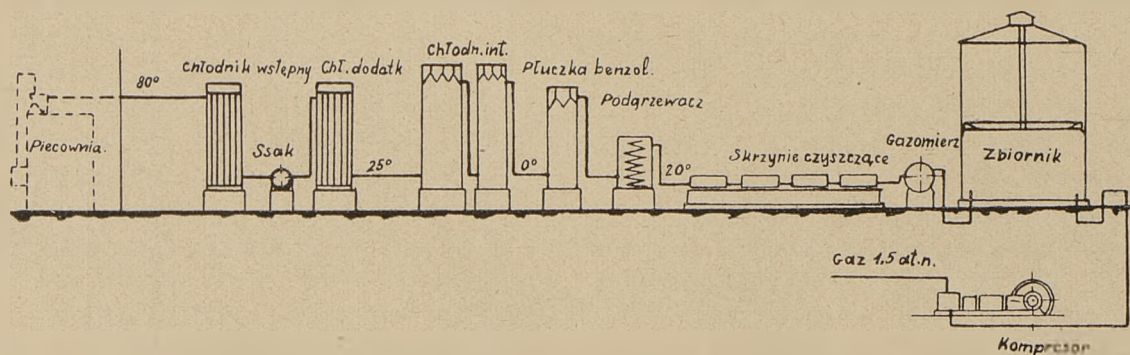 Piecownia.
80°
Chłodnik wstępny
Ssak
Chł. dodatk
25°
Chłodn. int.
0°
Płuczka benzol.
Podgrzewacz
20°
Skrzynie czyszczące
Gazomierz
Zbiornik
Gaz 1,5 at.n.
Kompresor